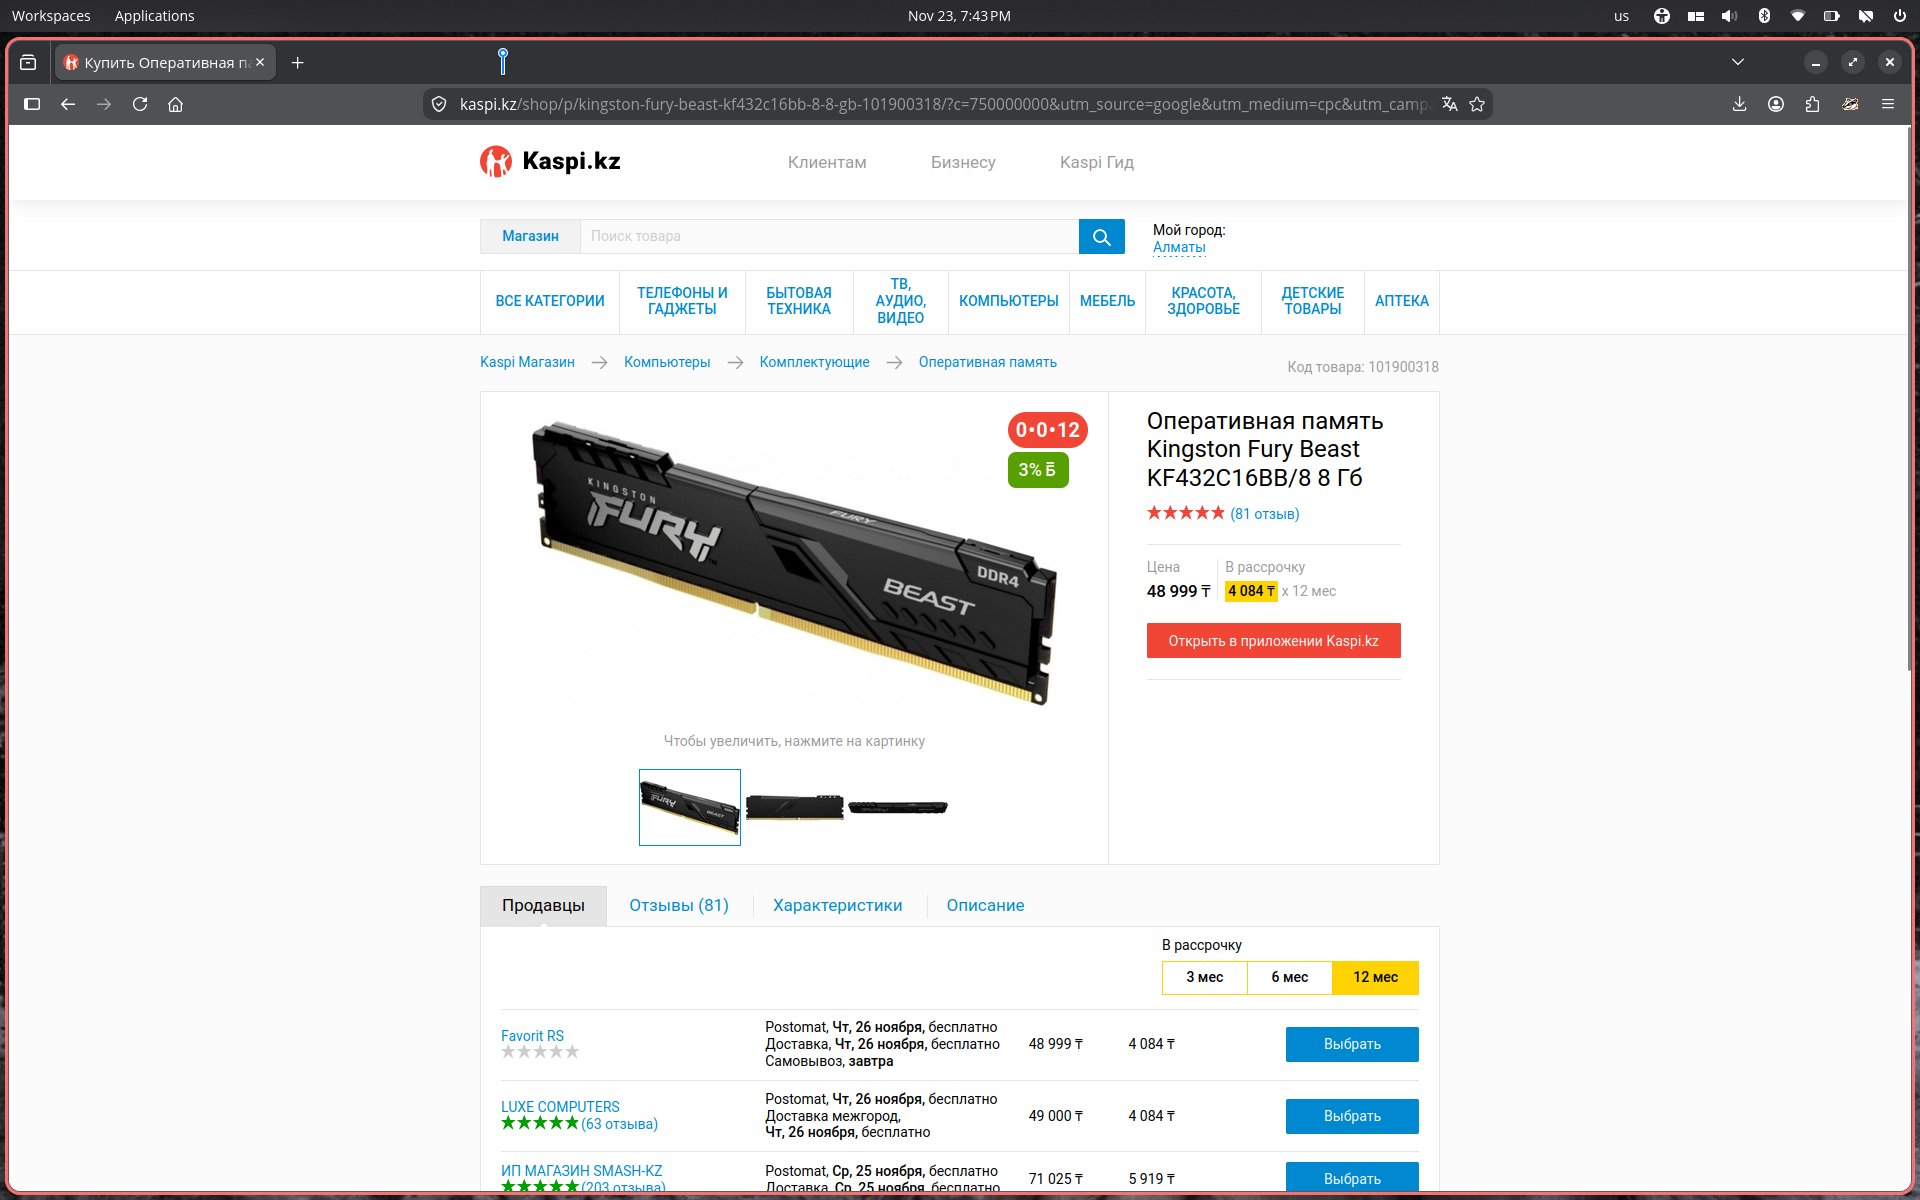 Workspaces Applications Nov 23, 7:43 PM us
Купить Оперативная па
kaspi.kz/shop/p/kingston-fury-beast-kf432c16bb-8-8-gb-101900318/?c=750000000&utm_source=google&utm_medium=cpc&utm_camp
Kaspi.kz Клиентам Бизнесу Kaspi Гид
Магазин Поиск товара
Мой город:
Алматы
ВСЕ КАТЕГОРИИ
ТЕЛЕФОНЫ И
ГАДЖЕТЫ
БЫТОВАЯ
ТЕХНИКА
ТВ,
АУДИО,
ВИДЕО
КОМПЬЮТЕРЫ
МЕБЕЛЬ
КРАСОТА,
ЗДОРОВЬЕ
ДЕТСКИЕ
ТОВАРЫ
АПТЕКА
Kaspi Магазин Компьютеры Комплектующие Оперативная память
Код товара: 101900318
KINGSTON
FURY
FURY
BEAST
DDR4
0•0•12
3% Б
Чтобы увеличить, нажмите на картинку
Оперативная память
Kingston Fury Beast
KF432C16BB/8 8 Гб
(81 отзыв)
Цена В рассрочку
48 999 ₸ 4 084 ₸ x 12 мес
Открыть в приложении Kaspi.kz
Продавцы Отзывы (81) Характеристики Описание
В рассрочку
3 мес 6 мес 12 мес
Favorit RS
Postomat, Чт, 26 ноября, бесплатно
Доставка, Чт, 26 ноября, бесплатно
Самовывоз, завтра
48 999 ₸ 4 084 ₸ Выбрать
LUXE COMPUTERS
(63 отзыва)
Postomat, Чт, 26 ноября, бесплатно
Доставка межгород,
Чт, 26 ноября, бесплатно
49 000 ₸ 4 084 ₸ Выбрать
ИП МАГАЗИН SMASH-KZ
(203 отзыва)
Postomat, Ср, 25 ноября, бесплатно
Доставка, Ср, 25 ноября, бесплатно
71 025 ₸ 5 919 ₸ Выбрать